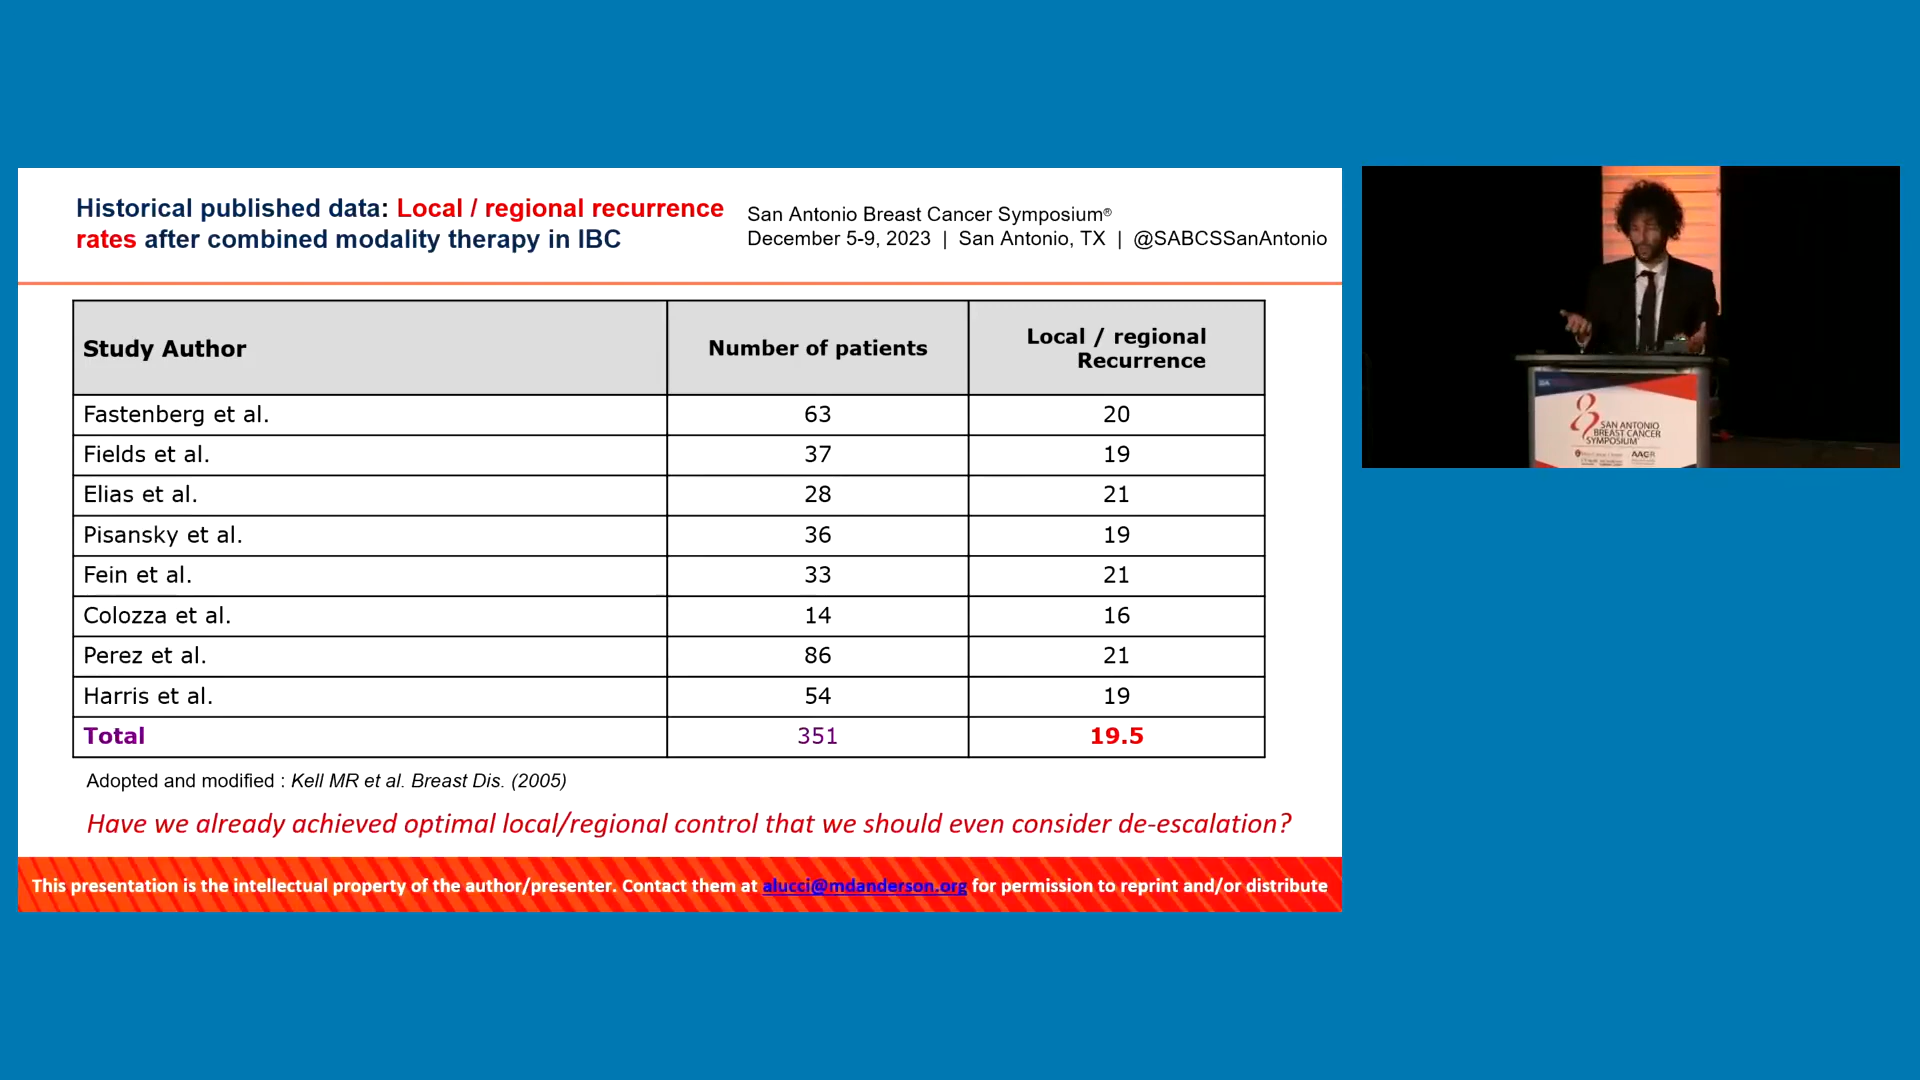 Historical published data: Local / regional recurrence
rates after combined modality therapy in IBC
San Antonio Breast Cancer Symposium®
December 5-9, 2023 | San Antonio, TX | @SABCSSanAntonio
Study Author Number of patients Local / regional Recurrence
Fastenberg et al. 63 20
Fields et al. 37 19
Elias et al. 28 21
Pisansky et al. 36 19
Fein et al. 33 21
Colozza et al. 14 16
Perez et al. 86 21
Harris et al. 54 19
Total 351 19.5
Adopted and modified : Kell MR et al. Breast Dis. (2005)
Have we already achieved optimal local/regional control that we should even consider de-escalation?
This presentation is the intellectual property of the author/presenter. Contact them at alucci@mdanderson.org for permission to reprint and/or distribute
SAN ANTONIO
BREAST CANCER
SYMPOSIUM
AACR